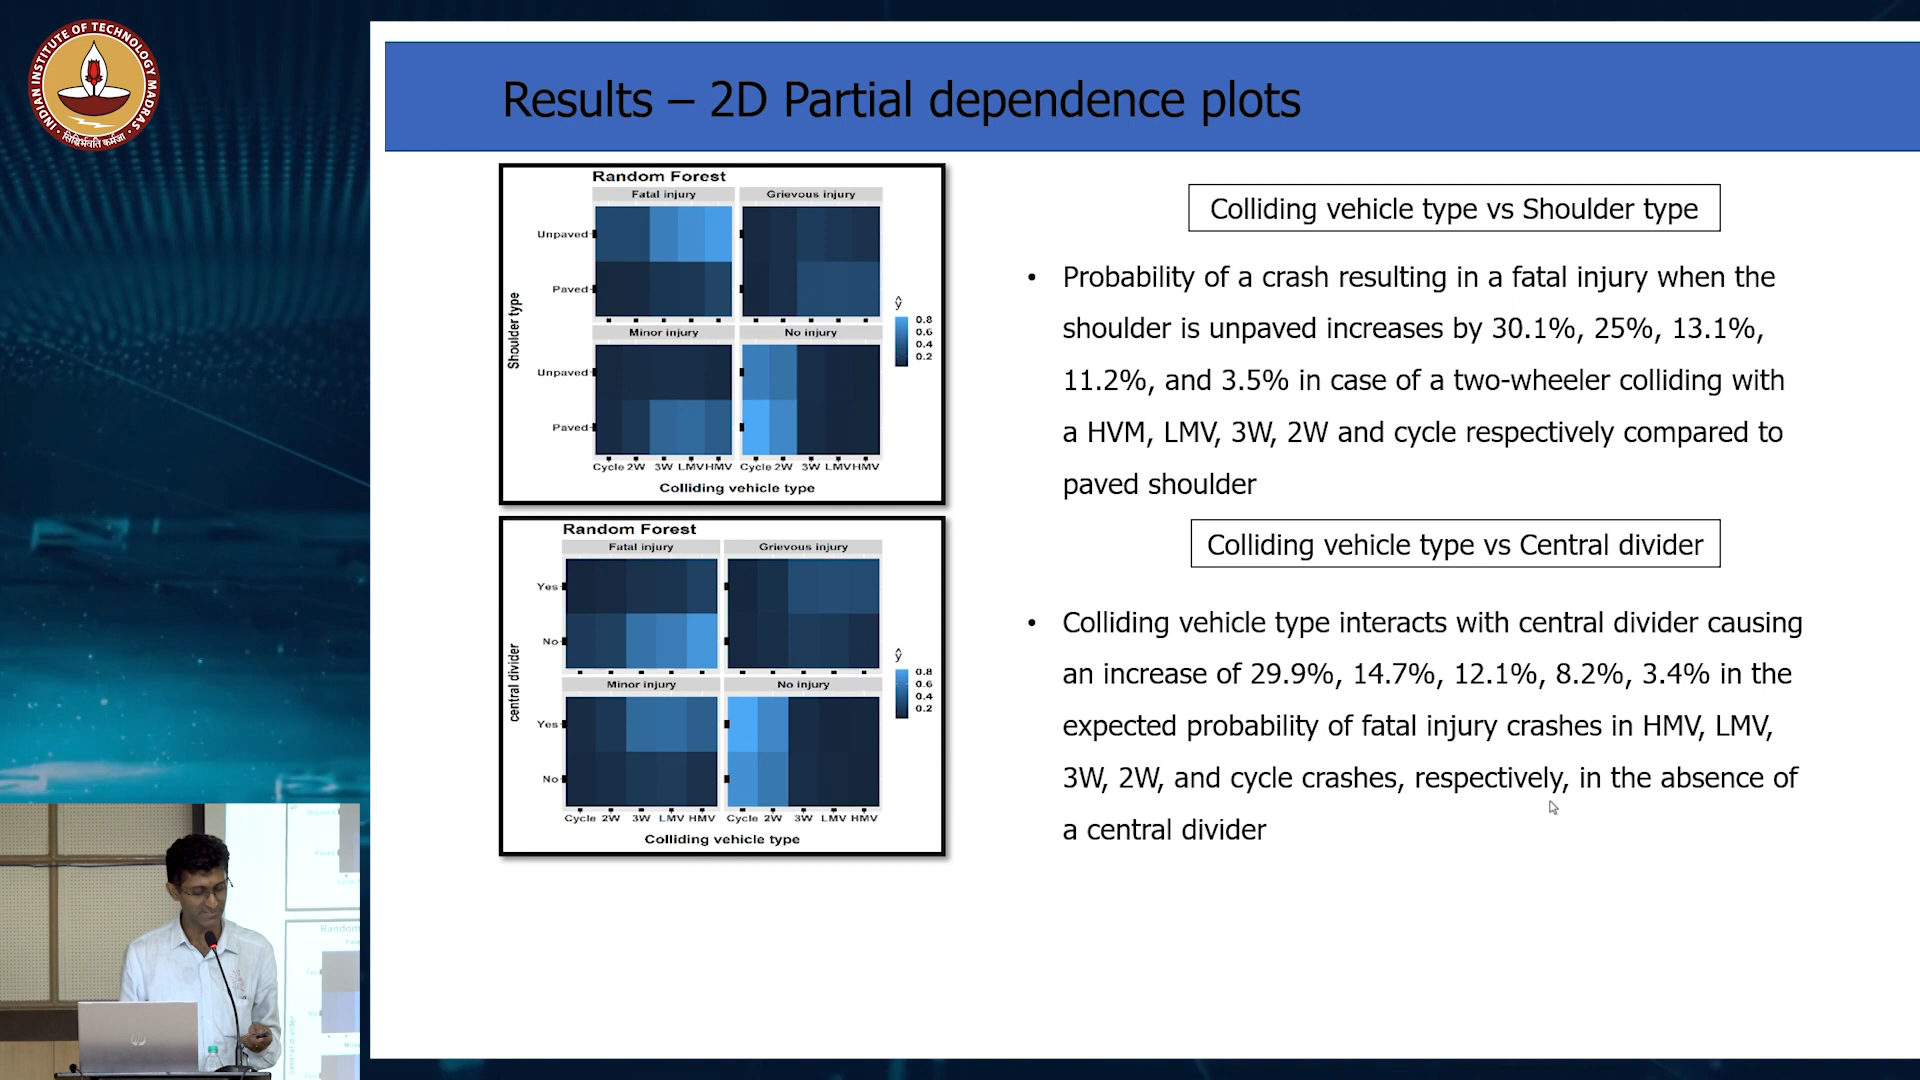 INDIAN INSTITUTE OF TECHNOLOGY MADRAS
सिद्धिर्भवति कर्मजा
Results – 2D Partial dependence plots
Random Forest
Fatal injury
Grievous injury
Unpaved
Paved
Minor injury
No injury
Unpaved
Paved
Shoulder type
ŷ
0.8
0.6
0.4
0.2
Cycle 2W 3W LMV HMV
Cycle 2W 3W LMV HMV
Colliding vehicle type
Random Forest
Fatal injury
Grievous injury
Yes
No
Minor injury
No injury
Yes
No
central divider
ŷ
0.8
0.6
0.4
0.2
Cycle 2W 3W LMV HMV
Cycle 2W 3W LMV HMV
Colliding vehicle type
Colliding vehicle type vs Shoulder type
• Probability of a crash resulting in a fatal injury when the
shoulder is unpaved increases by 30.1%, 25%, 13.1%,
11.2%, and 3.5% in case of a two-wheeler colliding with
a HVM, LMV, 3W, 2W and cycle respectively compared to
paved shoulder
Colliding vehicle type vs Central divider
• Colliding vehicle type interacts with central divider causing
an increase of 29.9%, 14.7%, 12.1%, 8.2%, 3.4% in the
expected probability of fatal injury crashes in HMV, LMV,
3W, 2W, and cycle crashes, respectively, in the absence of
a central divider
Random